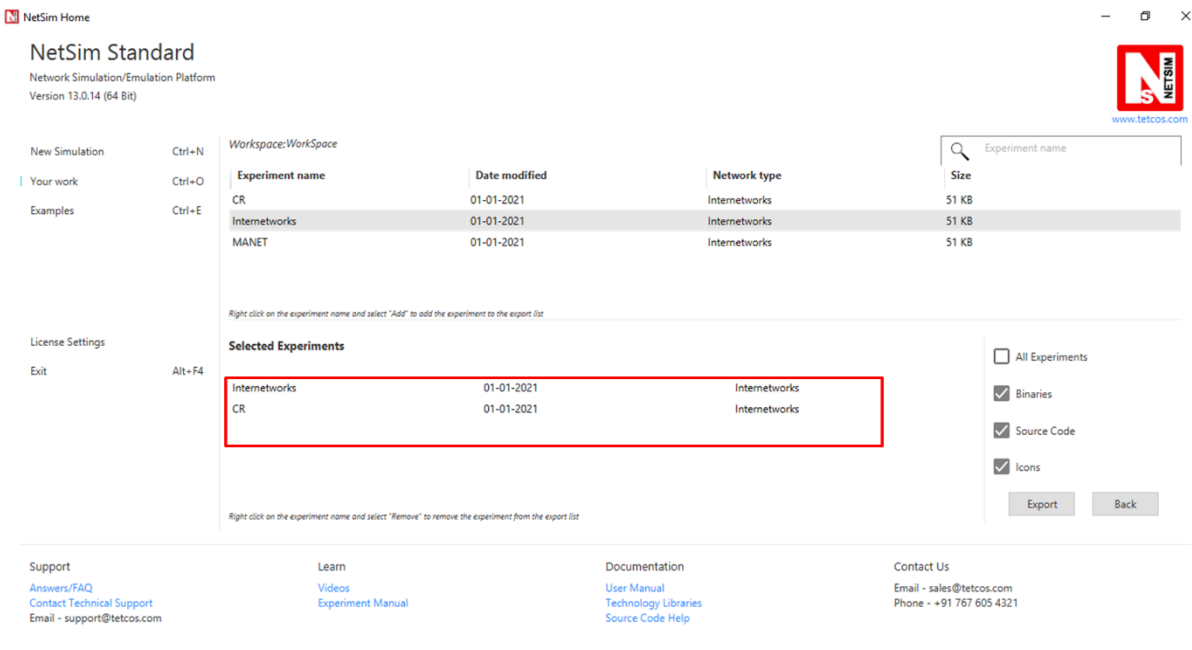 NetSim Home
NetSim Standard
Network Simulation/Emulation Platform
Version 13.0.14 (64 Bit)
NS NETSIM
www.tetcos.com
New Simulation Ctrl+N
Your work Ctrl+O
Examples Ctrl+E
License Settings
Exit Alt+F4
Workspace:WorkSpace
Experiment name
Experiment name Date modified Network type Size
CR 01-01-2021 Internetworks 51 KB
Internetworks 01-01-2021 Internetworks 51 KB
MANET 01-01-2021 Internetworks 51 KB
Right click on the experiment name and select "Add" to add the experiment to the export list
Selected Experiments
Internetworks 01-01-2021 Internetworks
CR 01-01-2021 Internetworks
Right click on the experiment name and select "Remove" to remove the experiment from the export list
All Experiments
Binaries
Source Code
Icons
Export Back
Support
Answers/FAQ
Contact Technical Support
Email - support@tetcos.com
Learn
Videos
Experiment Manual
Documentation
User Manual
Technology Libraries
Source Code Help
Contact Us
Email - sales@tetcos.com
Phone - +91 767 605 4321